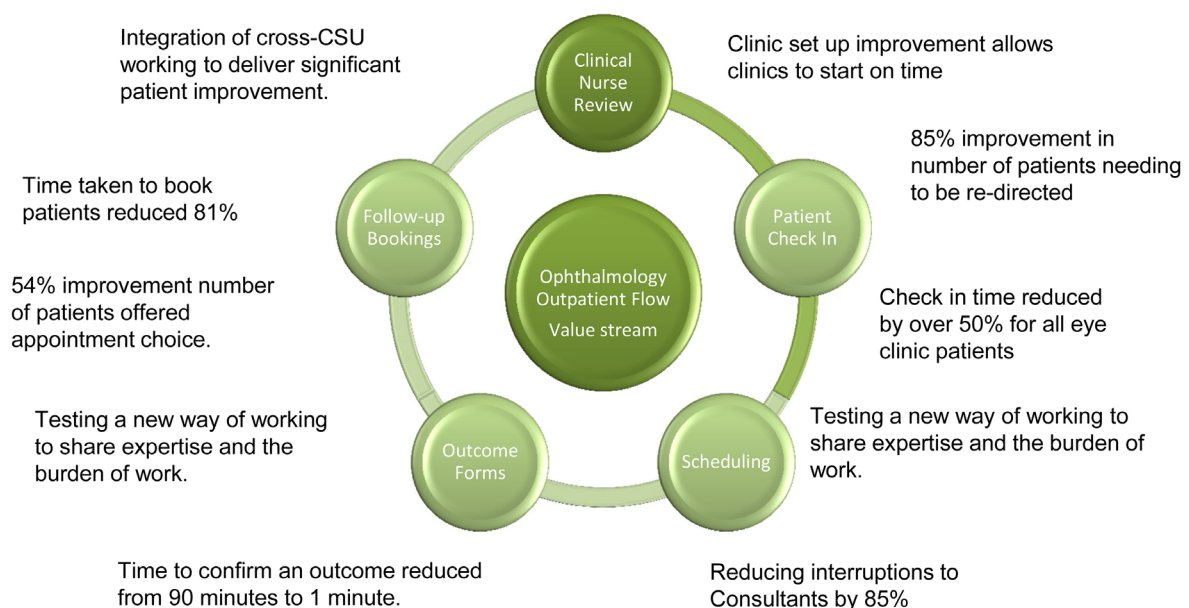 Integration of cross-CSU
working to deliver significant
patient improvement.
Clinical
Nurse
Review
Clinic set up improvement allows
clinics to start on time
85% improvement in
number of patients needing
to be re-directed
Time taken to book
patients reduced 81%
Follow-up
Bookings
Patient
Check In
Ophthalmology
Outpatient Flow
Value stream
54% improvement number
of patients offered
appointment choice.
Check in time reduced
by over 50% for all eye
clinic patients
Testing a new way of working
to share expertise and the
burden of work.
Outcome
Forms
Scheduling
Testing a new way of working to
share expertise and the burden of
work.
Time to confirm an outcome reduced
from 90 minutes to 1 minute.
Reducing interruptions to
Consultants by 85%